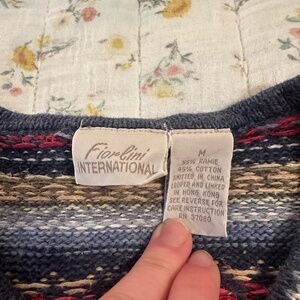 Fiorlini
INTERNATIONAL
M
55% RAMIE
45% COTTON
KNITTED IN CHINA
LOOPED AND LINKED
IN HONG KONG
SEE REVERSE FOR
CARE INSTRUCTION
RN 37080